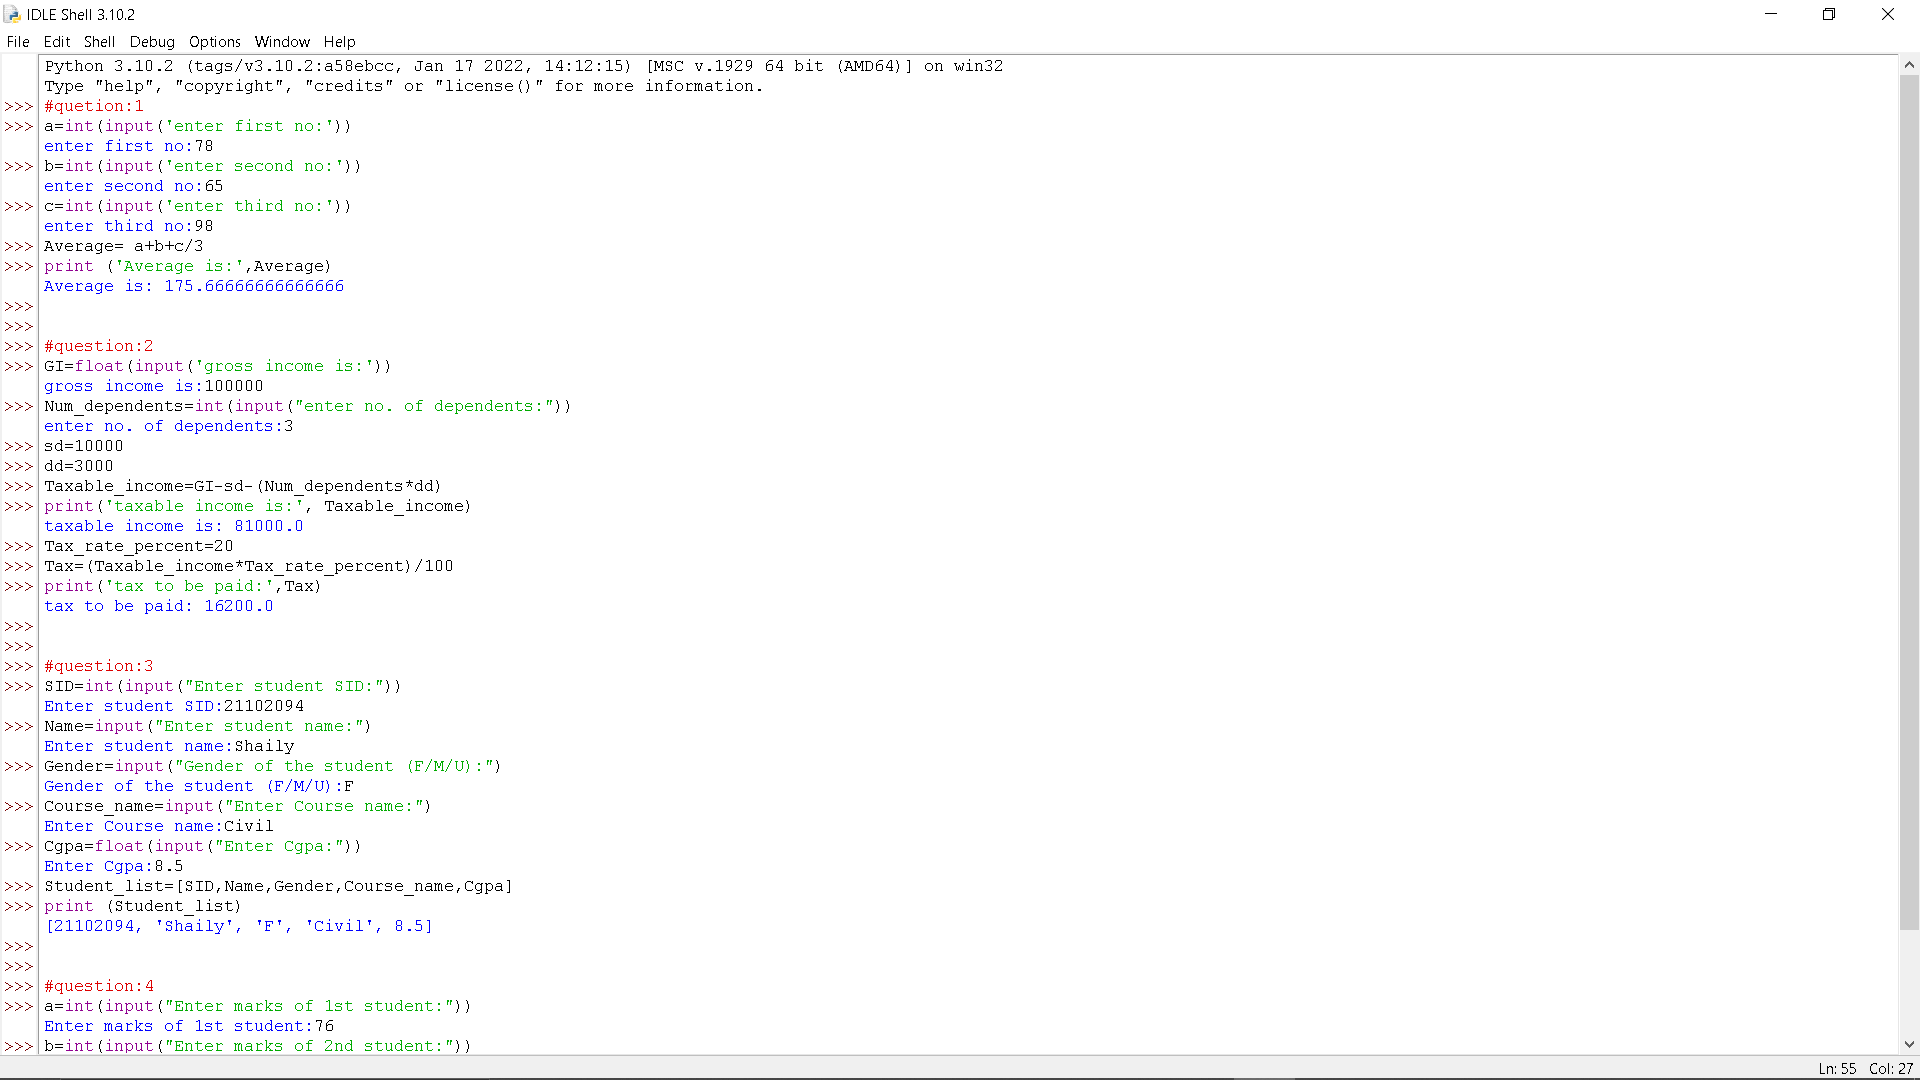 IDLE Shell 3.10.2
File Edit Shell Debug Options Window Help
Python 3.10.2 (tags/v3.10.2:a58ebcc, Jan 17 2022, 14:12:15) [MSC v.1929 64 bit (AMD64)] on win32
Type "help", "copyright", "credits" or "license()" for more information.
>>> #quetion:1
>>> a=int(input('enter first no:'))
enter first no:78
>>> b=int(input('enter second no:'))
enter second no:65
>>> c=int(input('enter third no:'))
enter third no:98
>>> Average= a+b+c/3
>>> print ('Average is:',Average)
Average is: 175.66666666666666
>>>
>>>
>>> #question:2
>>> GI=float(input('gross income is:'))
gross income is:100000
>>> Num_dependents=int(input("enter no. of dependents:"))
enter no. of dependents:3
>>> sd=10000
>>> dd=3000
>>> Taxable_income=GI-sd-(Num_dependents*dd)
>>> print('taxable income is:', Taxable_income)
taxable income is: 81000.0
>>> Tax_rate_percent=20
>>> Tax=(Taxable_income*Tax_rate_percent)/100
>>> print('tax to be paid:',Tax)
tax to be paid: 16200.0
>>>
>>>
>>> #question:3
>>> SID=int(input("Enter student SID:"))
Enter student SID:21102094
>>> Name=input("Enter student name:")
Enter student name:Shaily
>>> Gender=input("Gender of the student (F/M/U):")
Gender of the student (F/M/U):F
>>> Course_name=input("Enter Course name:")
Enter Course name:Civil
>>> Cgpa=float(input("Enter Cgpa:"))
Enter Cgpa:8.5
>>> Student_list=[SID,Name,Gender,Course_name,Cgpa]
>>> print (Student_list)
[21102094, 'Shaily', 'F', 'Civil', 8.5]
>>>
>>>
>>> #question:4
>>> a=int(input("Enter marks of 1st student:"))
Enter marks of 1st student:76
>>> b=int(input("Enter marks of 2nd student:"))
Ln: 55 Col: 27